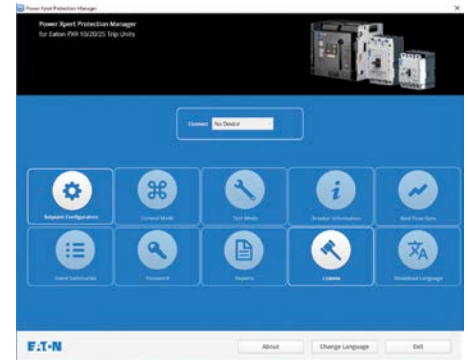 Power Xpert Protection Manager
Power Xpert Protection Manager
for Eaton PXR 10/20/25 Trip Units
Connect No Device
Setpoint Configuration
Control Mode
Test Mode
Breaker Information
Real Time Data
Event Summaries
Password
Reports
License
Download Language
EATON
About
Change Language
Exit